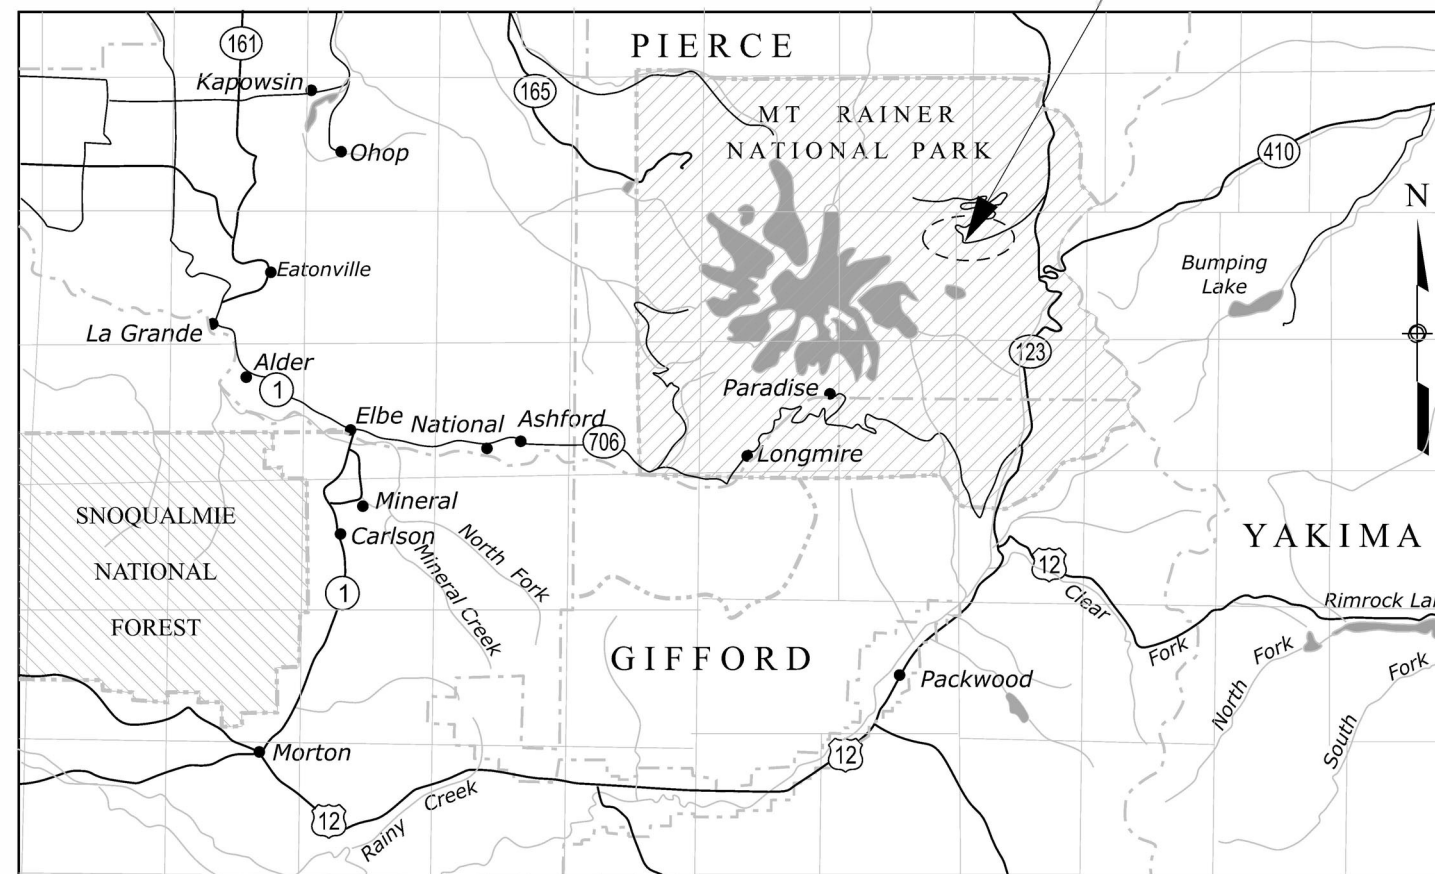 161
PIERCE
Kapowsin
165
MT RAINER
NATIONAL PARK
410
Ohop
N
Eatonville
Bumping
Lake
La Grande
Alder
123
1
Paradise
Elbe
National
Ashford
706
Longmire
Mineral
SNOQUALMIE
NATIONAL
FOREST
Carlson
North Fork
Mineral Creek
YAKIMA
12
1
Clear
Fork
Rimrock La
GIFFORD
North
Fork
Packwood
South
Fork
Morton
12
12
Rainy
Creek